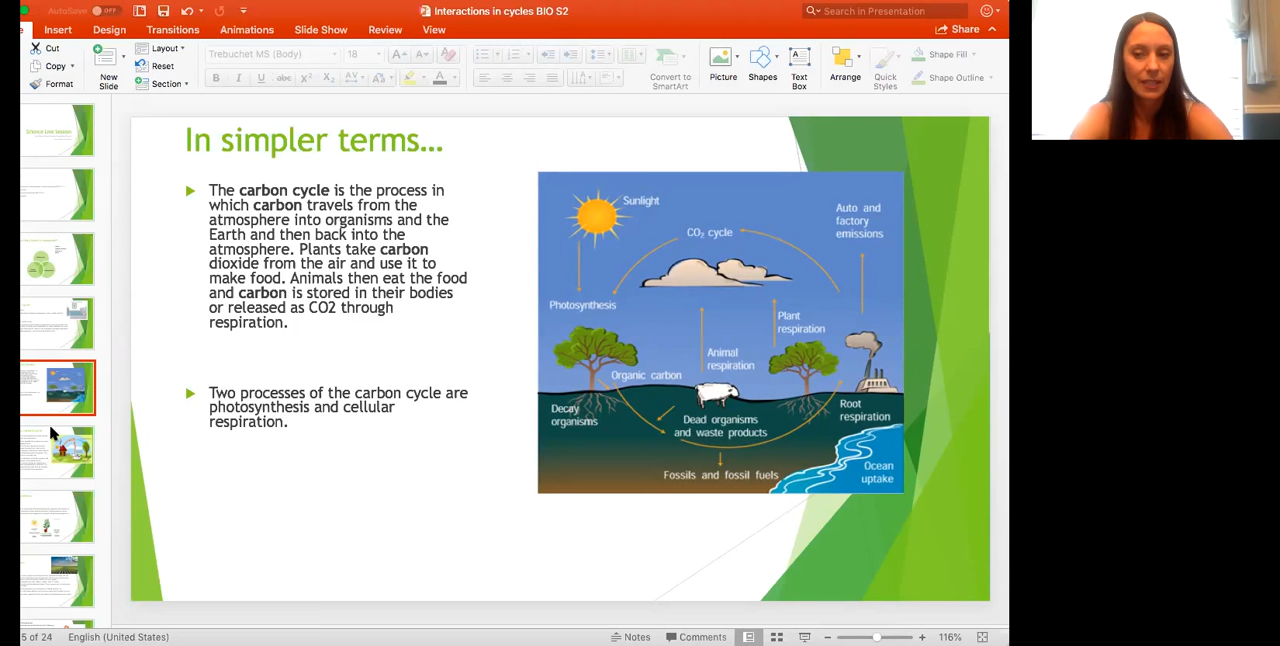 AutoSave OFF
Interactions in cycles BIO S2
Search in Presentation
Insert Design Transitions Animations Slide Show Review View
Share
Cut
Copy
Format
New Slide
Layout
Reset
Section
Trebuchet MS (Body)
18
Convert to SmartArt
Picture
Shapes
Text Box
Arrange
Quick Styles
Shape Fill
Shape Outline
In simpler terms...
The carbon cycle is the process in
which carbon travels from the
atmosphere into organisms and the
Earth and then back into the
atmosphere. Plants take carbon
dioxide from the air and use it to
make food. Animals then eat the food
and carbon is stored in their bodies
or released as CO2 through
respiration.
Two processes of the carbon cycle are
photosynthesis and cellular
respiration.
Sunlight
CO₂ cycle
Auto and
factory
emissions
Photosynthesis
Plant
respiration
Animal
respiration
Organic carbon
Decay
organisms
Dead organisms
and waste products
Root
respiration
Fossils and fossil fuels
Ocean
uptake
5 of 24
English (United States)
Notes
Comments
116%